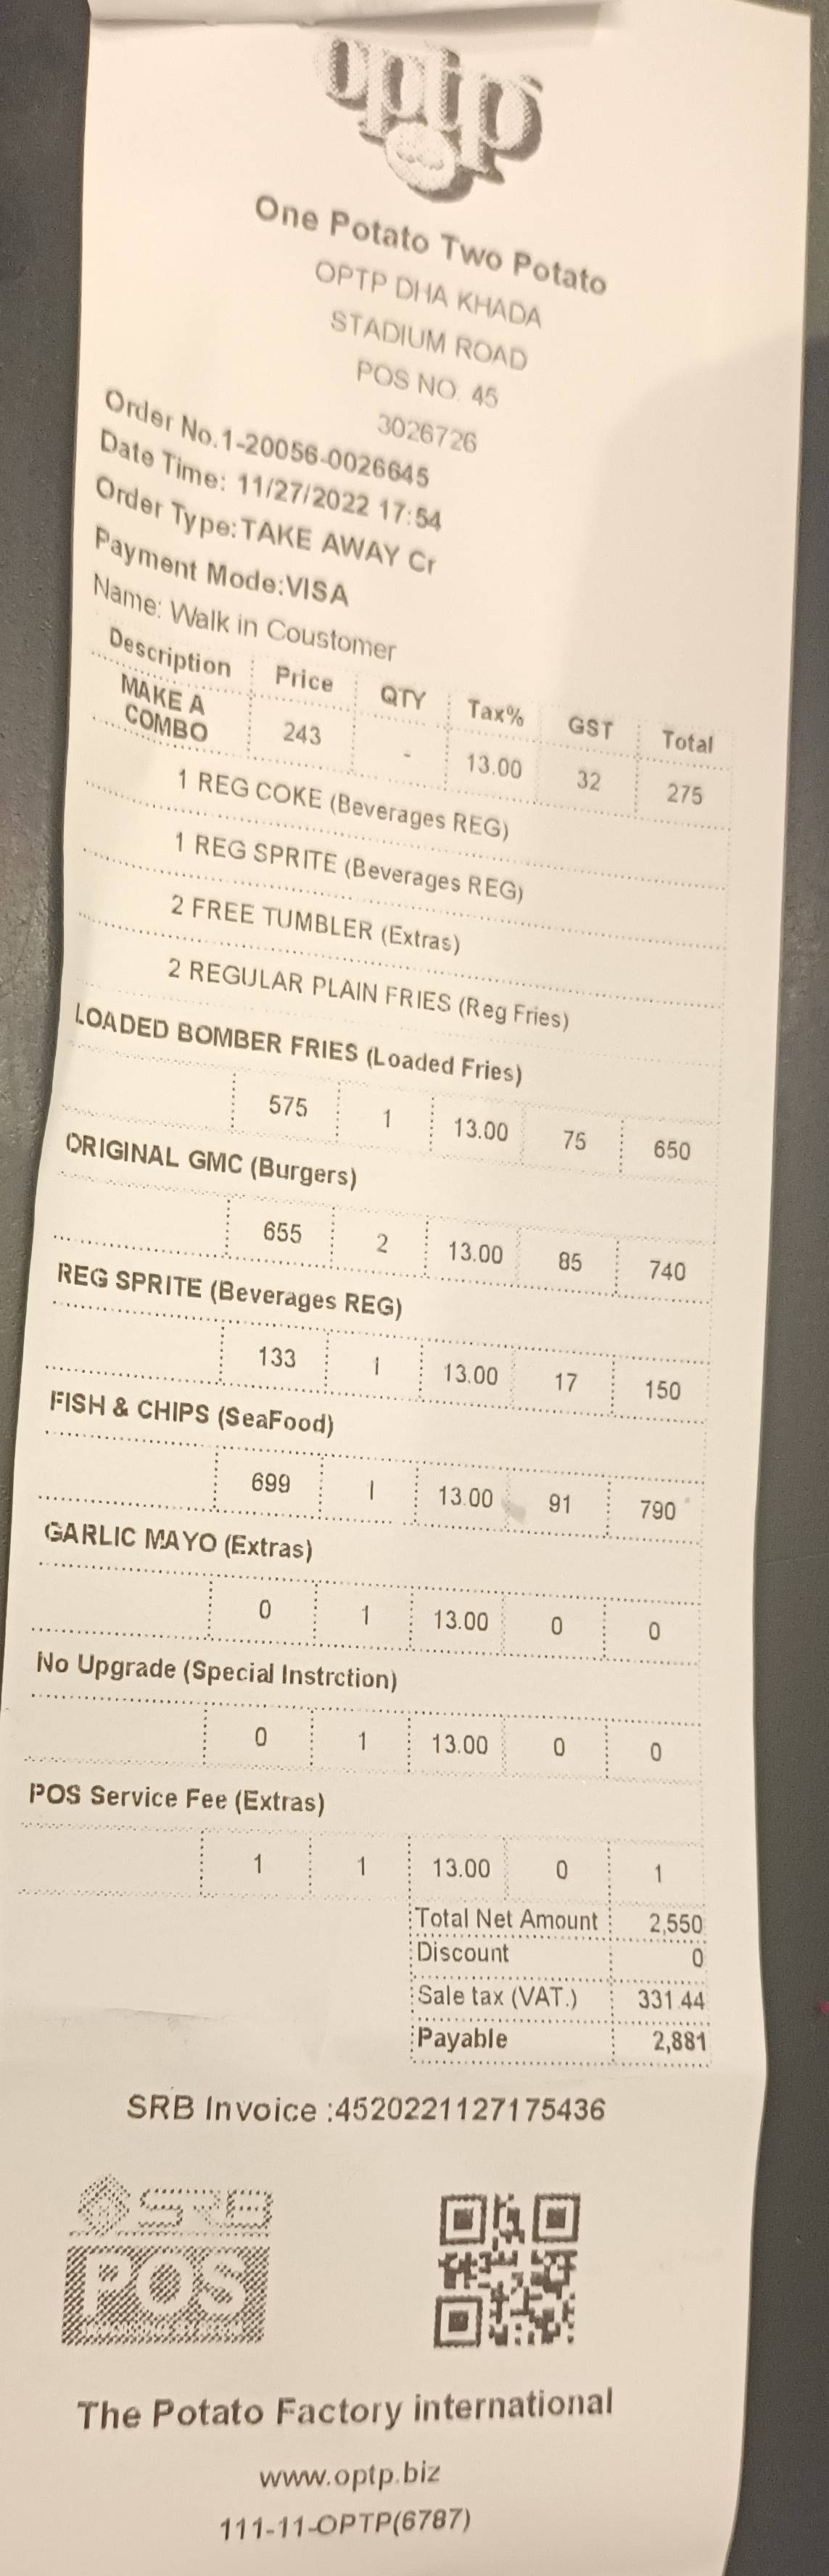 optp
One Potato Two Potato
OPTP DHA KHADA
STADIUM ROAD
POS NO. 45
3026726
Order No.1-20056-0026645
Date Time: 11/27/2022 17:54
Order Type:TAKE AWAY Cr
Payment Mode:VISA
Name: Walk in Coustomer
Description Price QTY Tax% GST Total
MAKE A COMBO 243 - 13.00 32 275
1 REG COKE (Beverages REG)
1 REG SPRITE (Beverages REG)
2 FREE TUMBLER (Extras)
2 REGULAR PLAIN FRIES (Reg Fries)
LOADED BOMBER FRIES (Loaded Fries)
575 1 13.00 75 650
ORIGINAL GMC (Burgers)
655 2 13.00 85 740
REG SPRITE (Beverages REG)
133 1 13.00 17 150
FISH & CHIPS (SeaFood)
699 1 13.00 91 790
GARLIC MAYO (Extras)
0 1 13.00 0 0
No Upgrade (Special Instrction)
0 1 13.00 0 0
POS Service Fee (Extras)
1 1 13.00 0 1
Total Net Amount 2,550
Discount 0
Sale tax (VAT.) 331.44
Payable 2,881
SRB Invoice :4520221127175436
SRB
POS
The Potato Factory international
www.optp.biz
111-11-OPTP(6787)